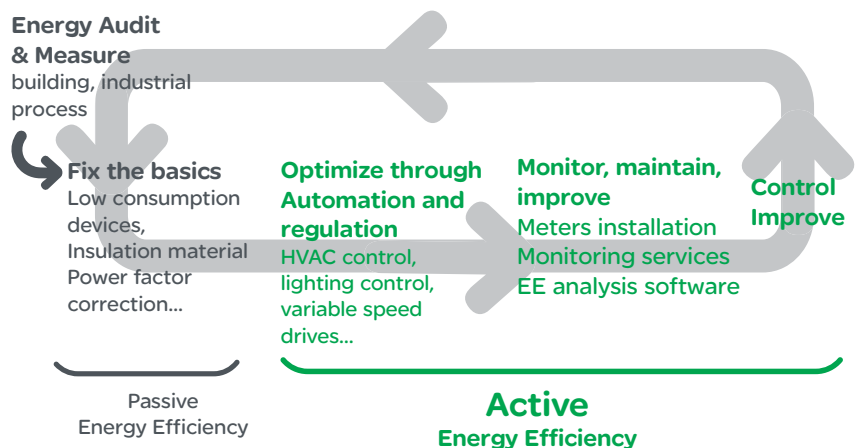 Energy Audit
& Measure
building, industrial
process
Fix the basics
Low consumption
devices,
Insulation material
Power factor
correction...
Optimize through
Automation and
regulation
HVAC control,
lighting control,
variable speed
drives...
Monitor, maintain,
improve
Meters installation
Monitoring services
EE analysis software
Control
Improve
Passive
Energy Efficiency
Active
Energy Efficiency